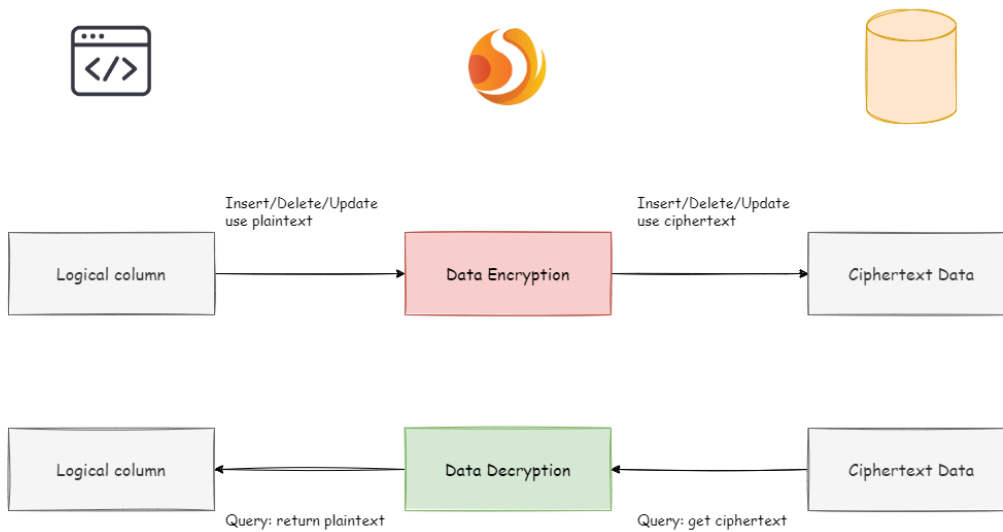 </>
Insert/Delete/Update
use plaintext
Insert/Delete/Update
use ciphertext
Logical column
Data Encryption
Ciphertext Data
Logical column
Data Decryption
Ciphertext Data
Query: return plaintext
Query: get ciphertext